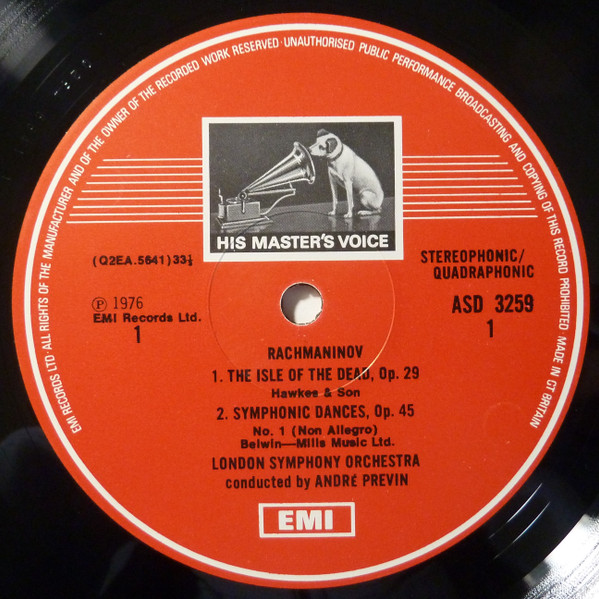 EMI RECORDS LTD · ALL RIGHTS OF THE MANUFACTURER AND OF THE OWNER OF THE RECORDED WORK RESERVED · UNAUTHORISED PUBLIC PERFORMANCE BROADCASTING AND COPYING OF THIS RECORD PROHIBITED · MADE IN GT BRITAIN
HIS MASTER'S VOICE
(Q2EA.5641) 33⅓
STEREOPHONIC/
QUADRAPHONIC
Ⓟ 1976
EMI Records Ltd.
1
ASD 3259
1
RACHMANINOV
1. THE ISLE OF THE DEAD, Op. 29
Hawkes & Son
2. SYMPHONIC DANCES, Op. 45
No. 1 (Non Allegro)
Belwin—Mills Music Ltd.
LONDON SYMPHONY ORCHESTRA
conducted by ANDRÉ PREVIN
EMI